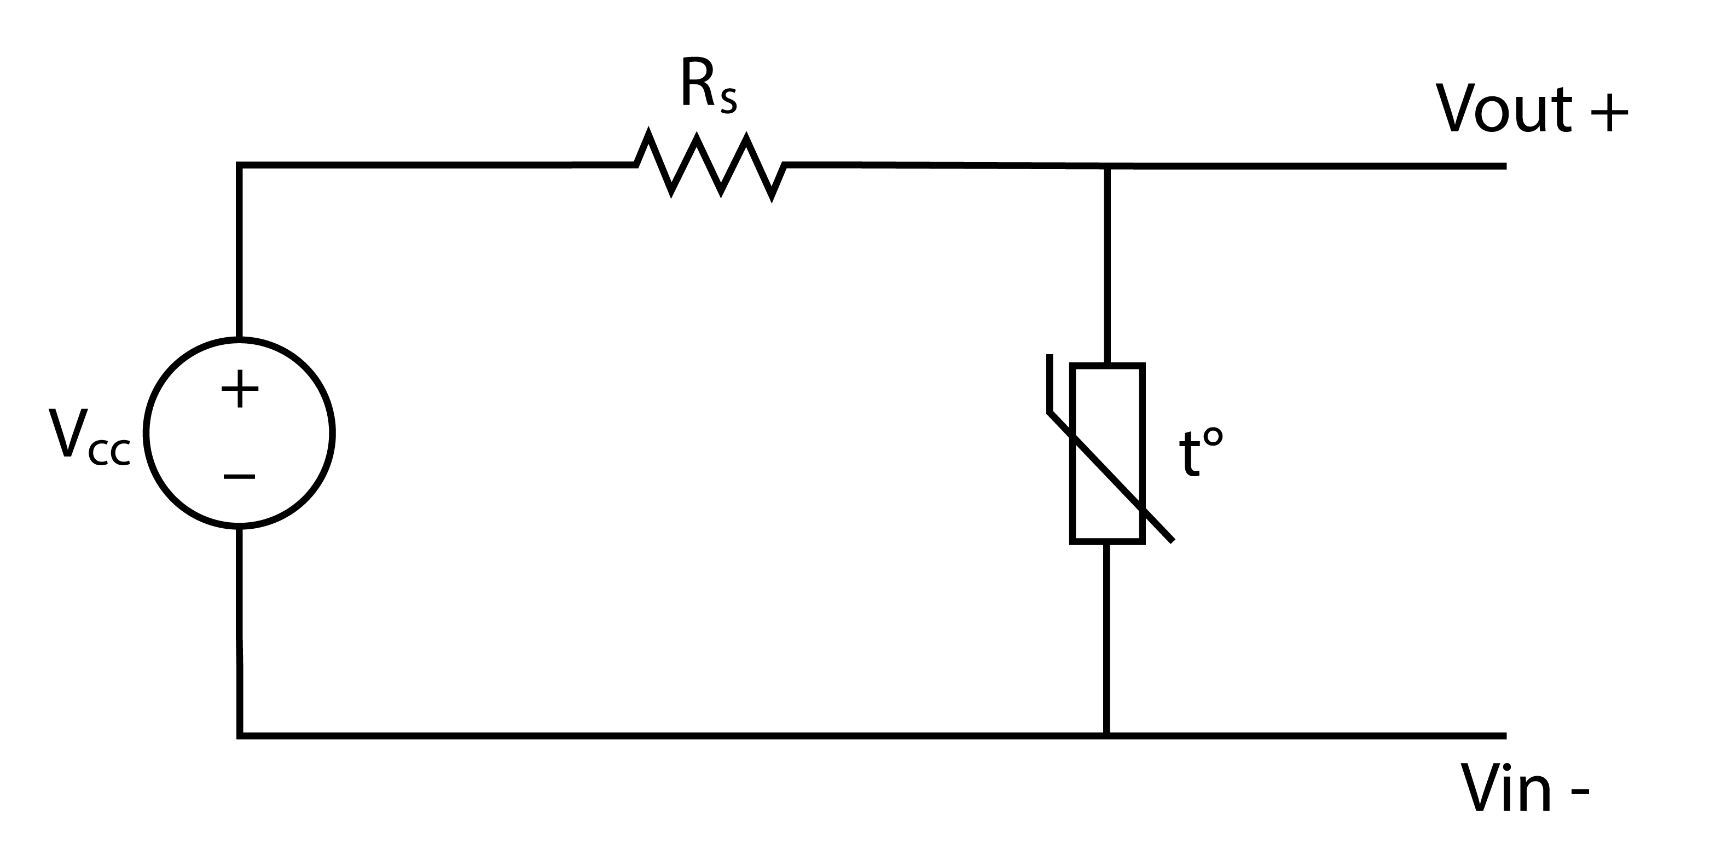 Rs
Vout +
+
Vcc
−
t°
Vin -